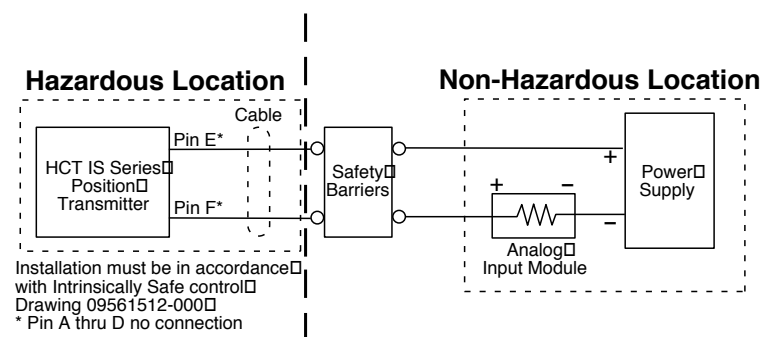 Hazardous Location
Non-Hazardous Location
Cable
Pin E*
HCT IS Series
Position
Transmitter
Pin F*
Safety
Barriers
+
Power
Supply
+ −
−
Analog
Input Module
Installation must be in accordance
with Intrinsically Safe control
Drawing 09561512-000
* Pin A thru D no connection